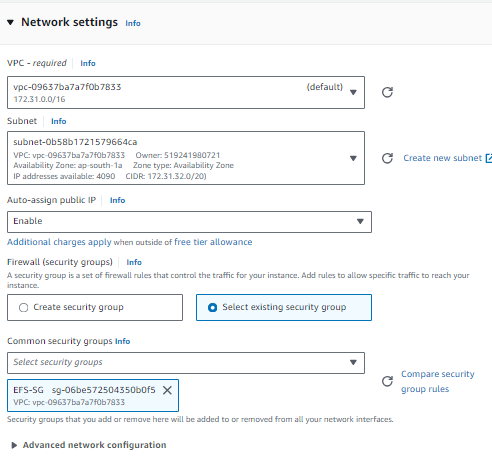 Network settings Info
VPC - required Info
vpc-09637ba7a7f0b7833 (default)
172.31.0.0/16
Subnet Info
subnet-0b58b1721579664ca
VPC: vpc-09637ba7a7f0b7833 Owner: 519241980721
Availability Zone: ap-south-1a Zone type: Availability Zone
IP addresses available: 4090 CIDR: 172.31.32.0/20)
Create new subnet
Auto-assign public IP Info
Enable
Additional charges apply when outside of free tier allowance
Firewall (security groups) Info
A security group is a set of firewall rules that control the traffic for your instance. Add rules to allow specific traffic to reach your
instance.
Create security group
Select existing security group
Common security groups Info
Select security groups
EFS-SG sg-06be572504350b0f5
VPC: vpc-09637ba7a7f0b7833
Compare security
group rules
Security groups that you add or remove here will be added to or removed from all your network interfaces.
Advanced network configuration